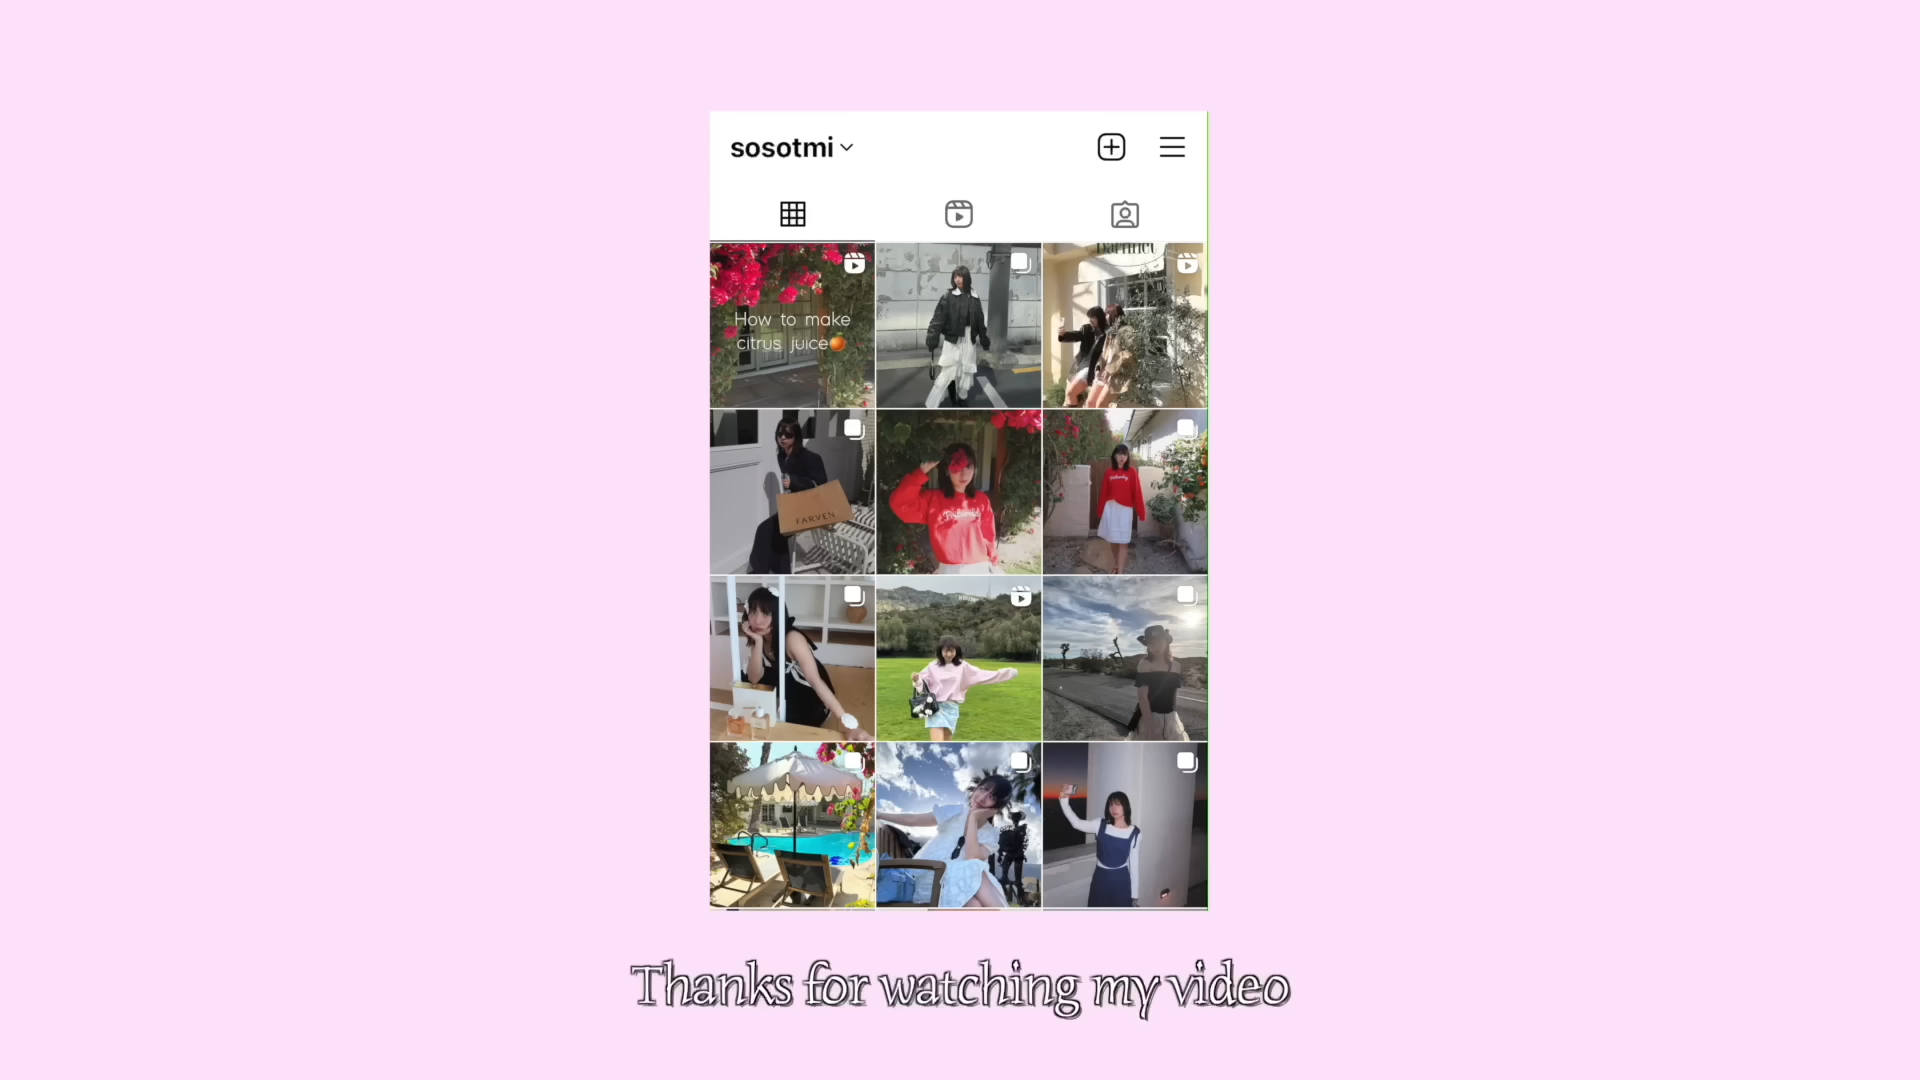 sosotmi
How to make
citrus juice
FARVEN
Thanks for watching my video